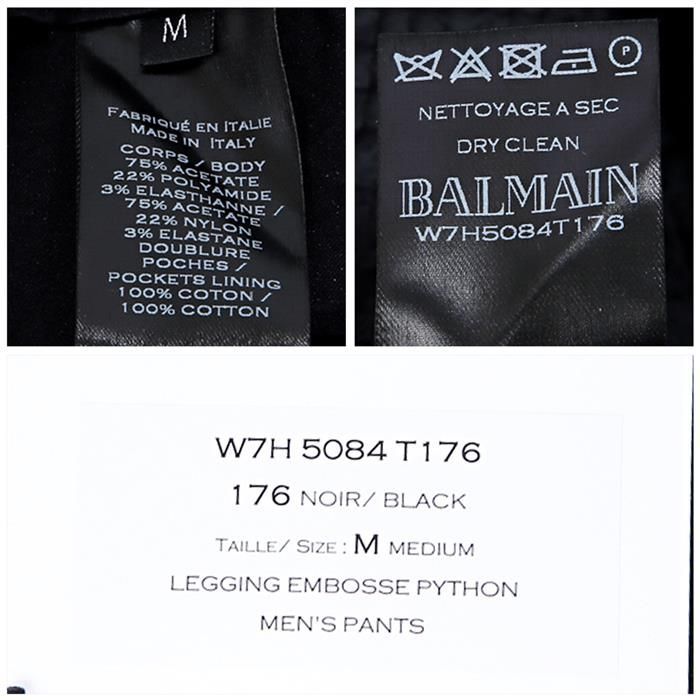 M
FABRIQUÉ EN ITALIE
MADE IN ITALY
CORPS / BODY
75% ACETATE
22% POLYAMIDE
3% ELASTHANNE /
75% ACETATE
22% NYLON
3% ELASTANE
DOUBLURE
POCHES /
POCKETS LINING
100% COTON /
100% COTTON
P
NETTOYAGE A SEC
DRY CLEAN
BALMAIN
W7H5084T176
W7H 5084 T176
176 NOIR/ BLACK
TAILLE/ SIZE : M MEDIUM
LEGGING EMBOSSE PYTHON
MEN'S PANTS